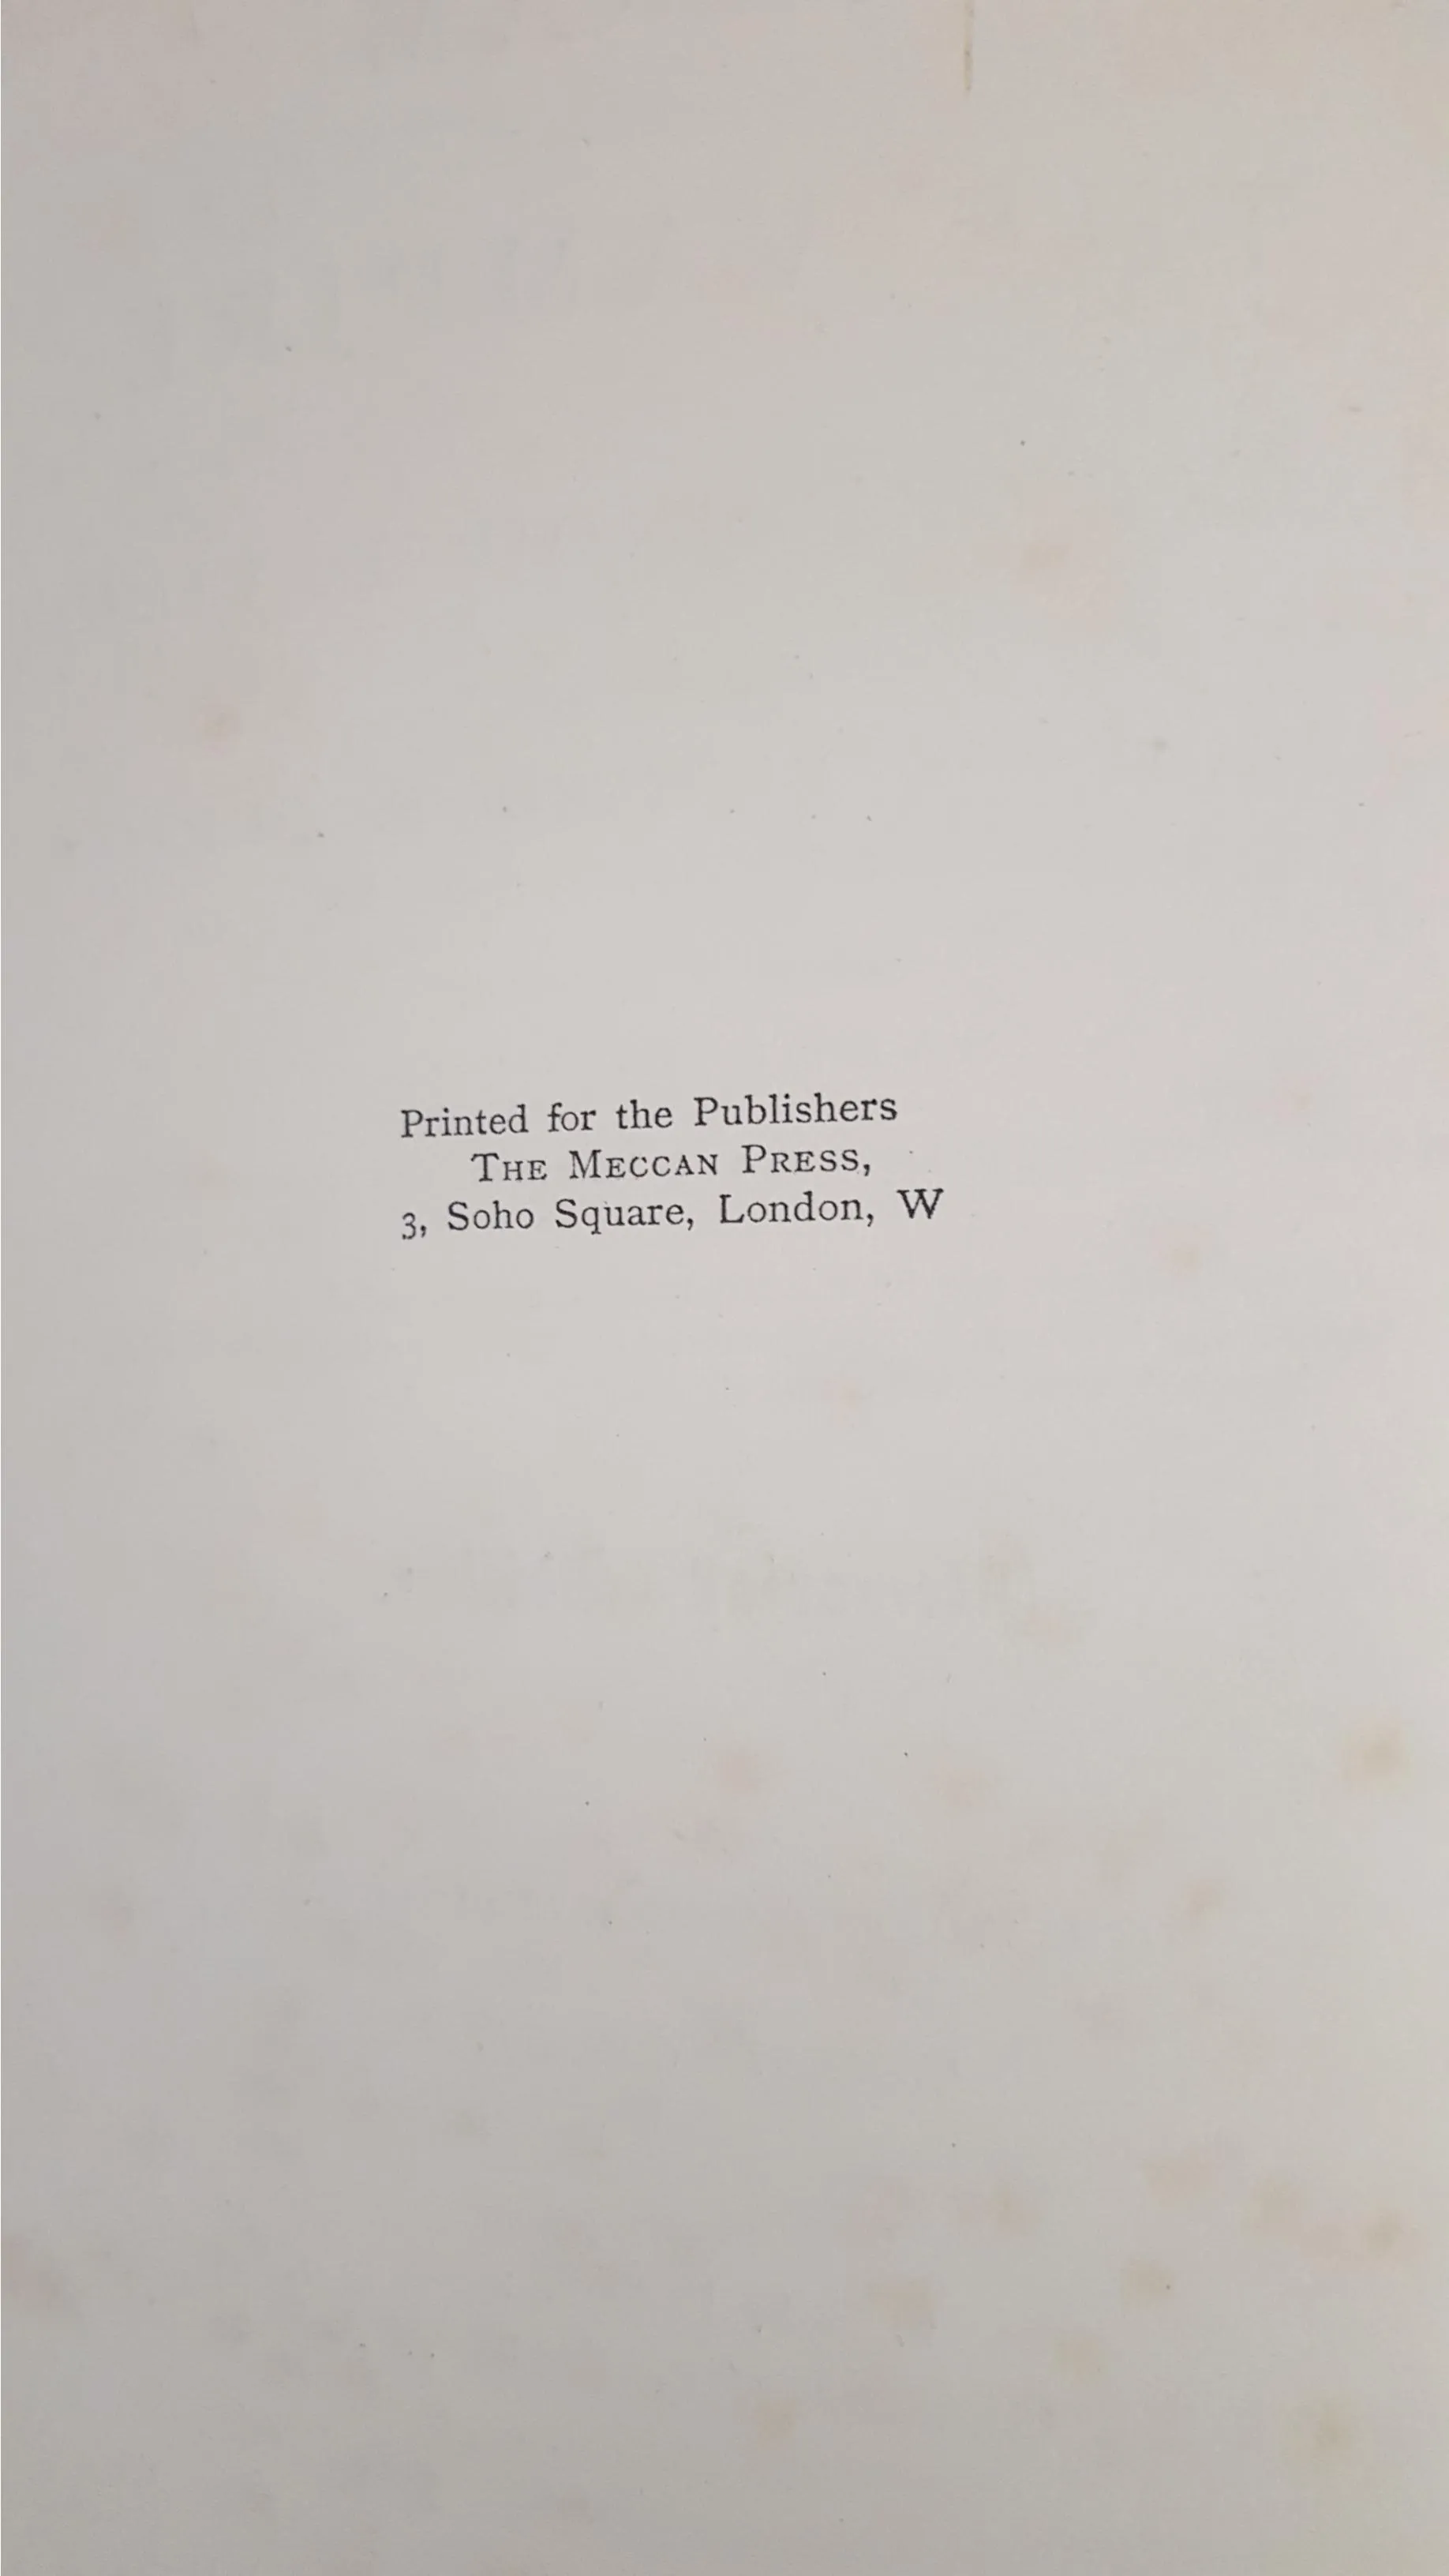 Printed for the Publishers
THE MECCAN PRESS,
3, Soho Square, London, W